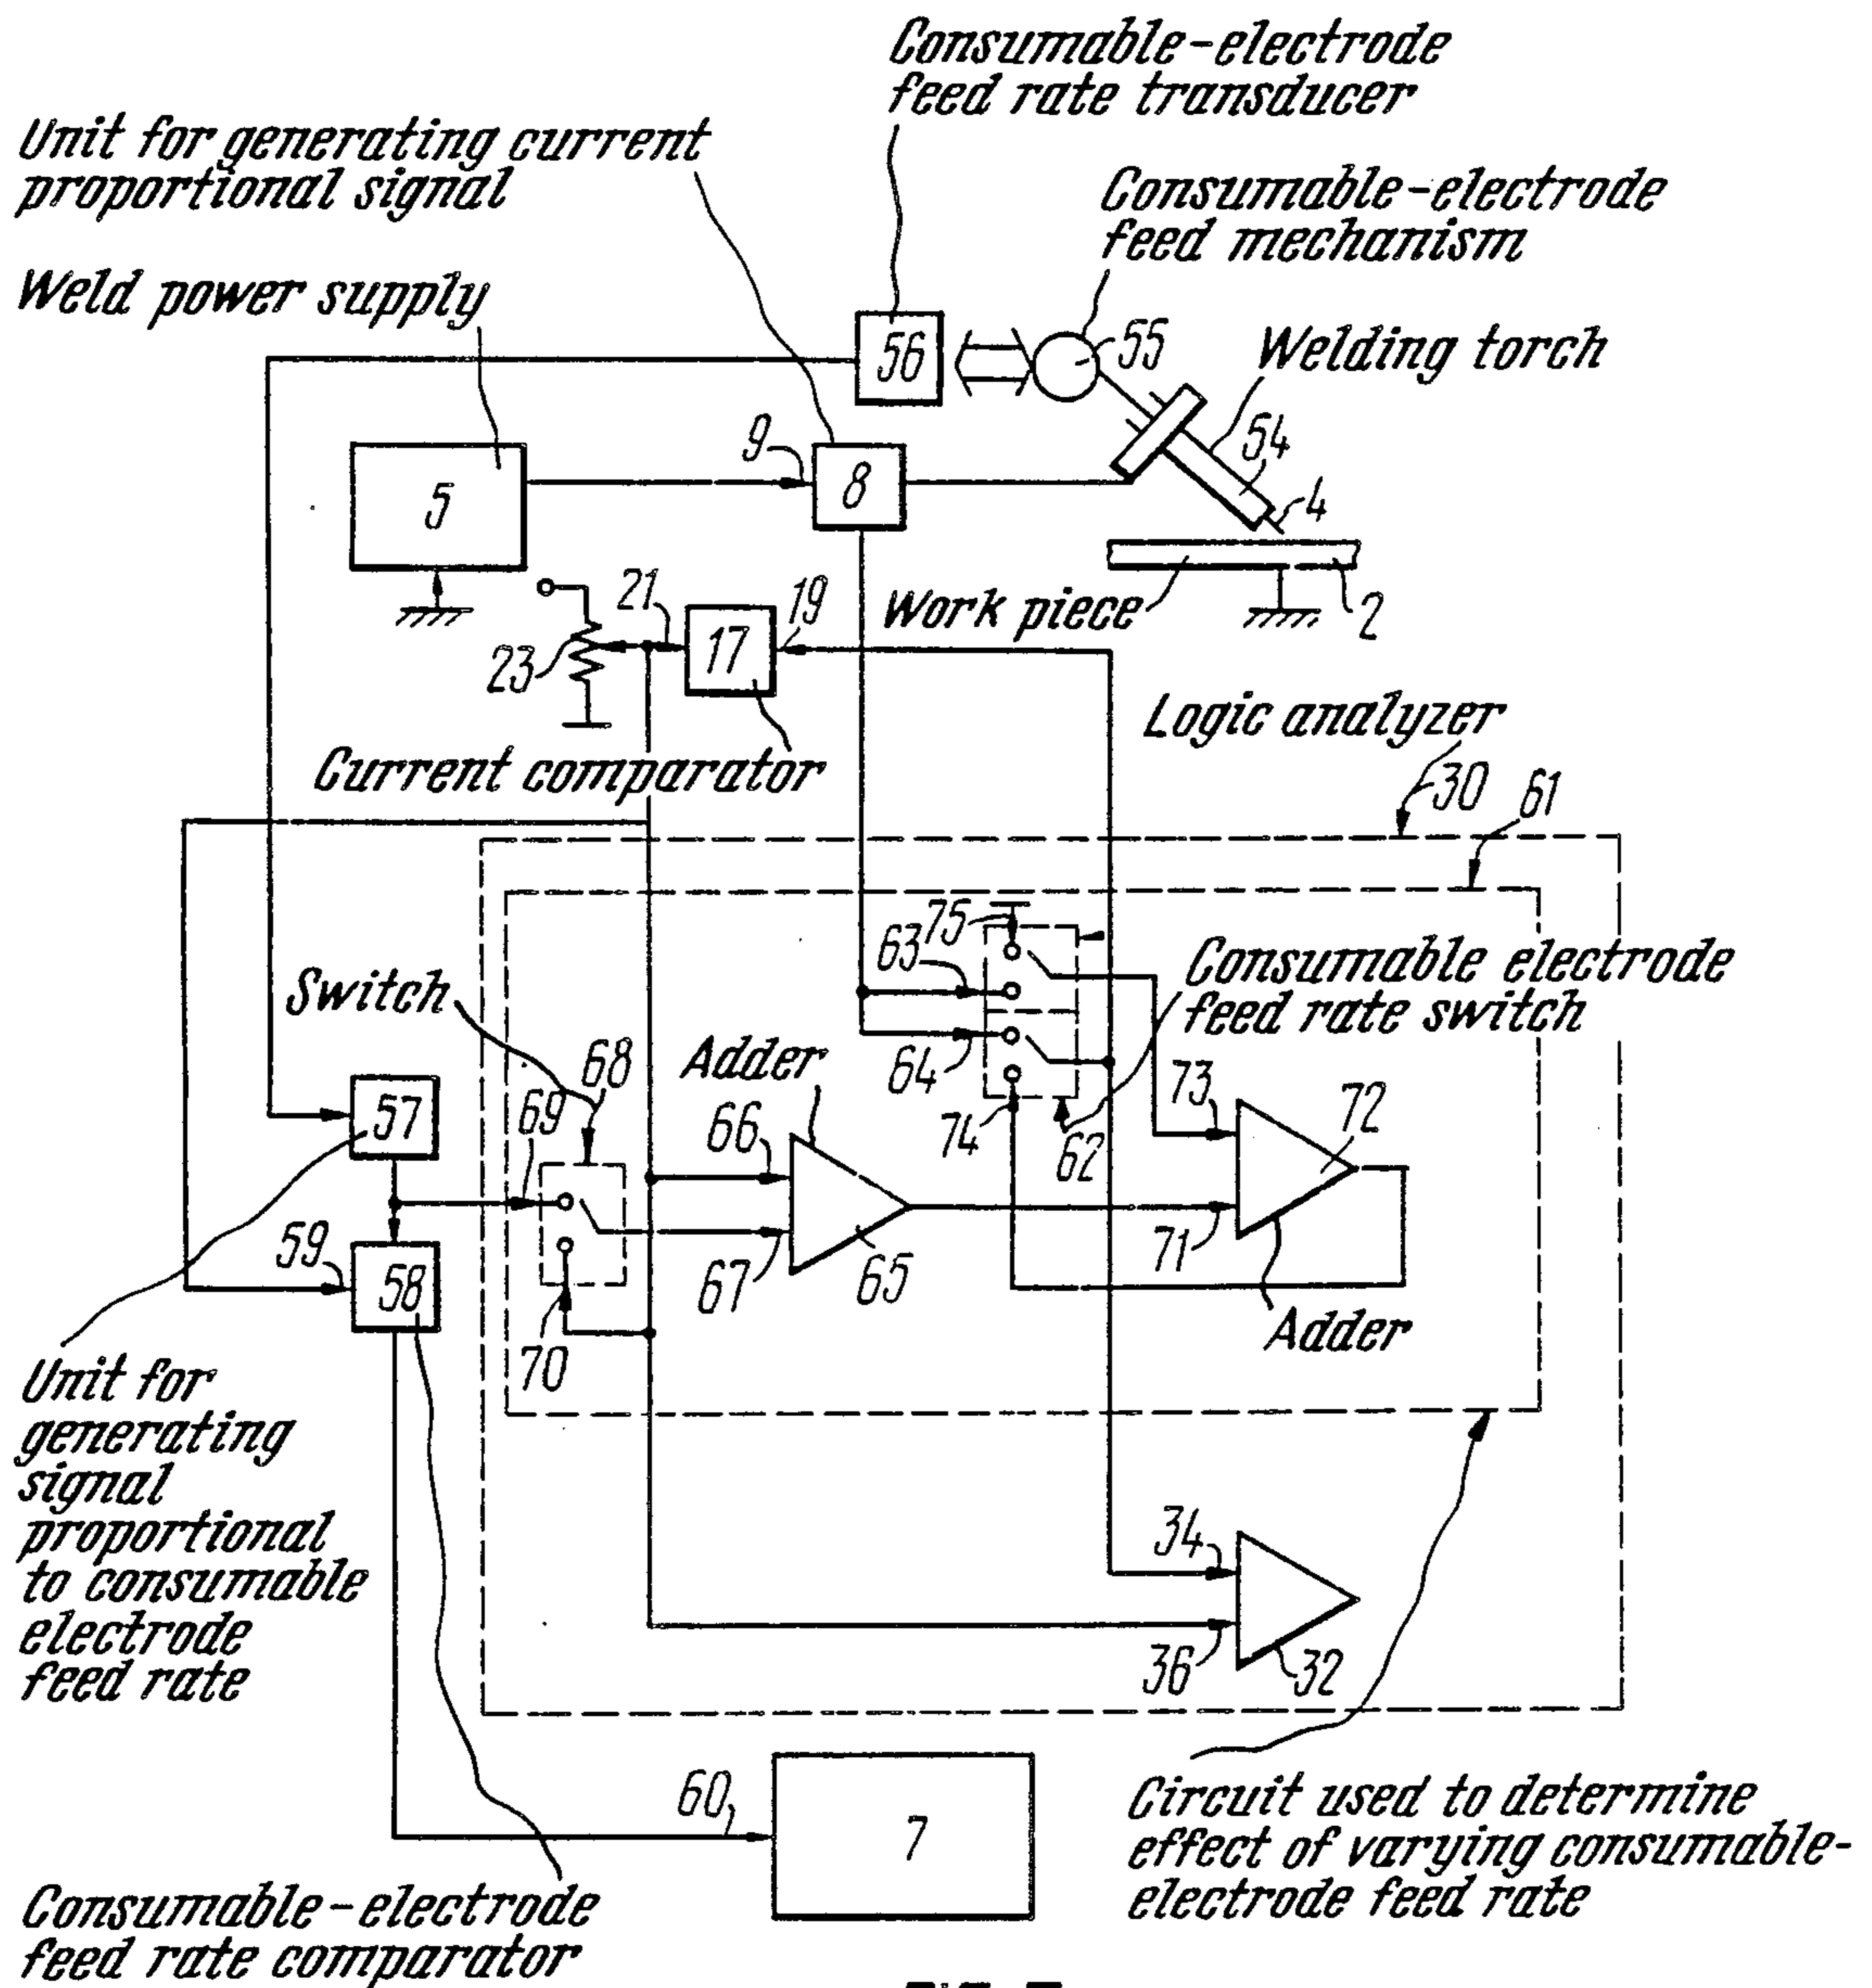 Consumable-electrode
feed rate transducer
Unit for generating current
proportional signal
Consumable-electrode
feed mechanism
Weld power supply
56
55
Welding torch
54
9
8
5
4
21
19
17
23
Work piece
2
Current comparator
Logic analyzer
30
61
75
63
Consumable electrode
feed rate switch
Switch
64
68
Adder
69
66
74
62
73
72
57
71
59
67
65
58
70
Adder
Unit for
generating
signal
proportional
to consumable
electrode
feed rate
34
36
32
60
7
Circuit used to determine
effect of varying consumable-
electrode feed rate
Consumable-electrode
feed rate comparator